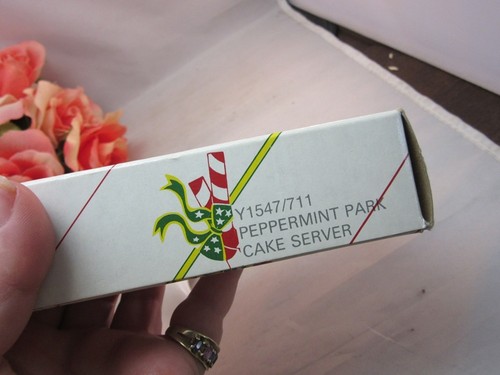 Y1547/711
PEPPERMINT PARK
CAKE SERVER